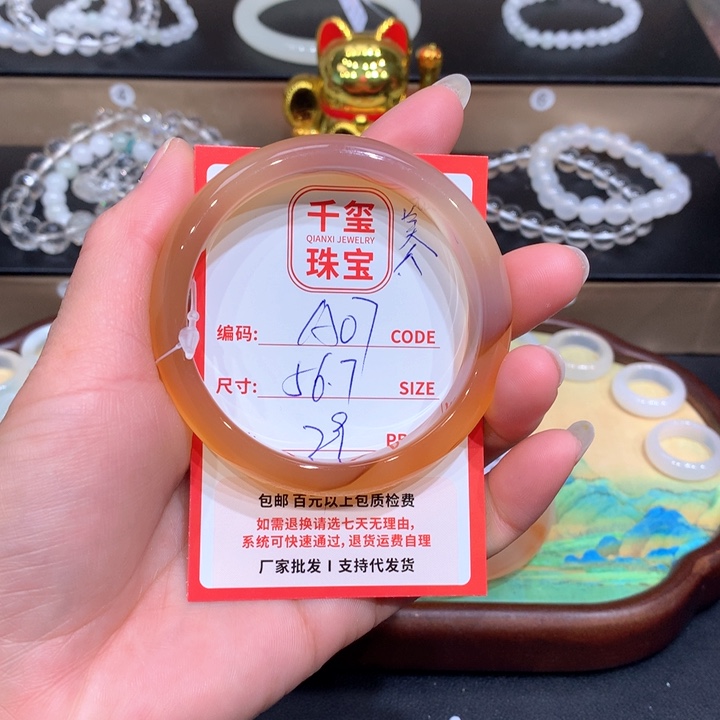 千玺
QIANXI JEWELRY
珠宝
编码: A07 CODE
尺寸: 56.7 SIZE
包邮 百元以上包质检费
如需退换请选七天无理由,
系统可快速通过, 退货运费自理
厂家批发 I 支持代发货